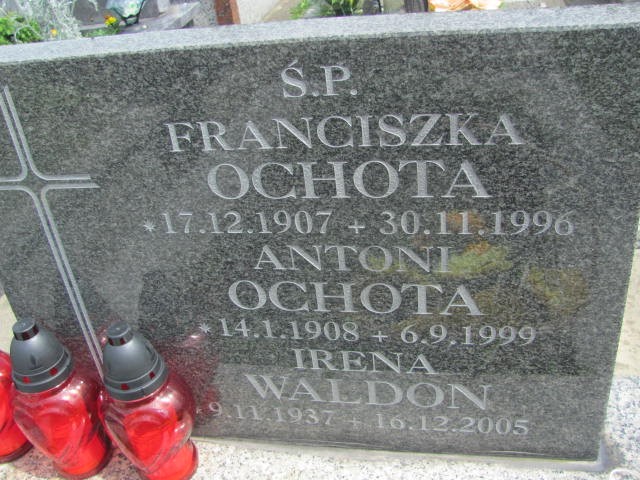 Ś.P.
FRANCISZKA
OCHOTA
*17.12.1907 + 30.11.1996
ANTONI
OCHOTA
*14.1.1908 + 6.9.1999
IRENA
WALDON
*9.11.1937 + 16.12.2005